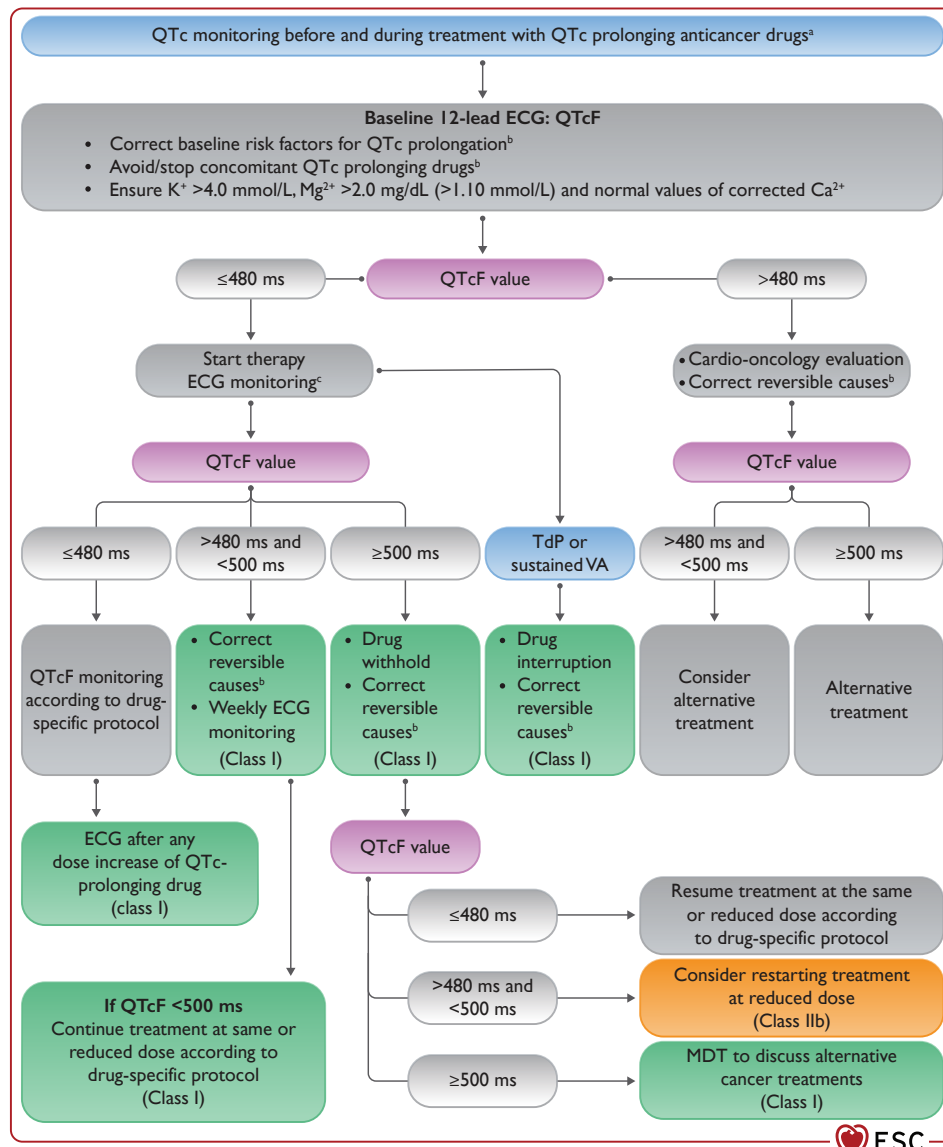 QTc monitoring before and during treatment with QTc prolonging anticancer drugsᵃ
Baseline 12-lead ECG: QTcF
• Correct baseline risk factors for QTc prolongationᵇ
• Avoid/stop concomitant QTc prolonging drugsᵇ
• Ensure K⁺ >4.0 mmol/L, Mg²⁺ >2.0 mg/dL (>1.10 mmol/L) and normal values of corrected Ca²⁺
≤480 ms
QTcF value
>480 ms
Start therapy
ECG monitoringᶜ
• Cardio-oncology evaluation
• Correct reversible causesᵇ
QTcF value
QTcF value
≤480 ms
>480 ms and
<500 ms
≥500 ms
TdP or
sustained VA
>480 ms and
<500 ms
≥500 ms
QTcF monitoring
according to drug-
specific protocol
• Correct
reversible
causesᵇ
• Weekly ECG
monitoring
(Class I)
• Drug
withhold
• Correct
reversible
causesᵇ
(Class I)
• Drug
interruption
• Correct
reversible
causesᵇ
(Class I)
Consider
alternative
treatment
Alternative
treatment
ECG after any
dose increase of QTc-
prolonging drug
(class I)
QTcF value
≤480 ms
Resume treatment at the same
or reduced dose according
to drug-specific protocol
>480 ms and
<500 ms
Consider restarting treatment
at reduced dose
(Class IIb)
If QTcF <500 ms
Continue treatment at same or
reduced dose according to
drug-specific protocol
(Class I)
≥500 ms
MDT to discuss alternative
cancer treatments
(Class I)
ESC